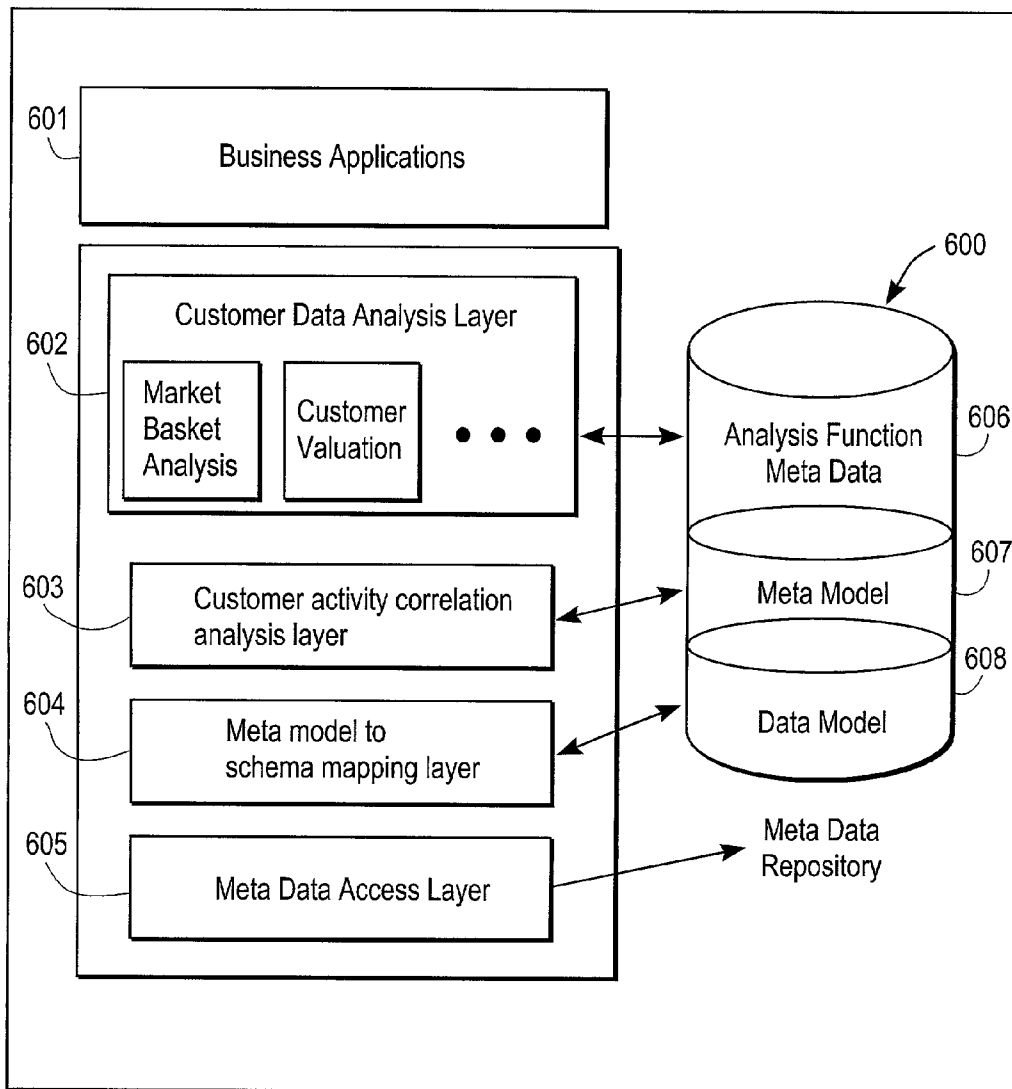 601
Business Applications
600
602
Customer Data Analysis Layer
Market
Basket
Analysis
Customer
Valuation
• • •
606
Analysis Function
Meta Data
607
Meta Model
603
Customer activity correlation
analysis layer
608
Data Model
604
Meta model to
schema mapping layer
605
Meta Data Access Layer
Meta Data
Repository